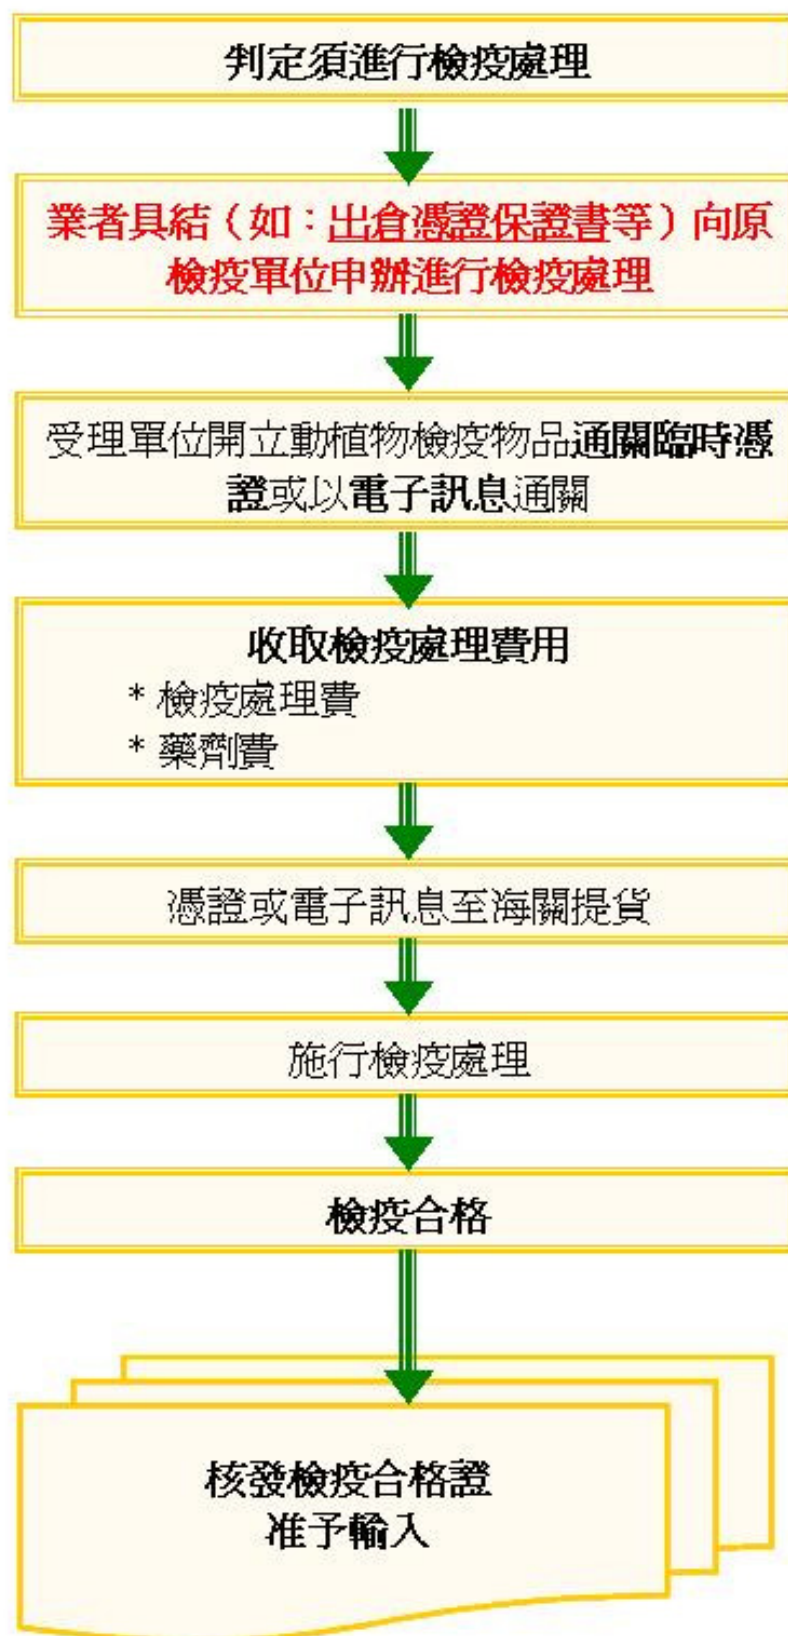 判定須進行檢疫處理
業者具結（如：出倉憑證保證書等）向原
檢疫單位申辦進行檢疫處理
受理單位開立動植物檢疫物品通關臨時憑
證或以電子訊息通關
收取檢疫處理費用
* 檢疫處理費
* 藥劑費
憑證或電子訊息至海關提貨
施行檢疫處理
檢疫合格
核發檢疫合格證
准予輸入